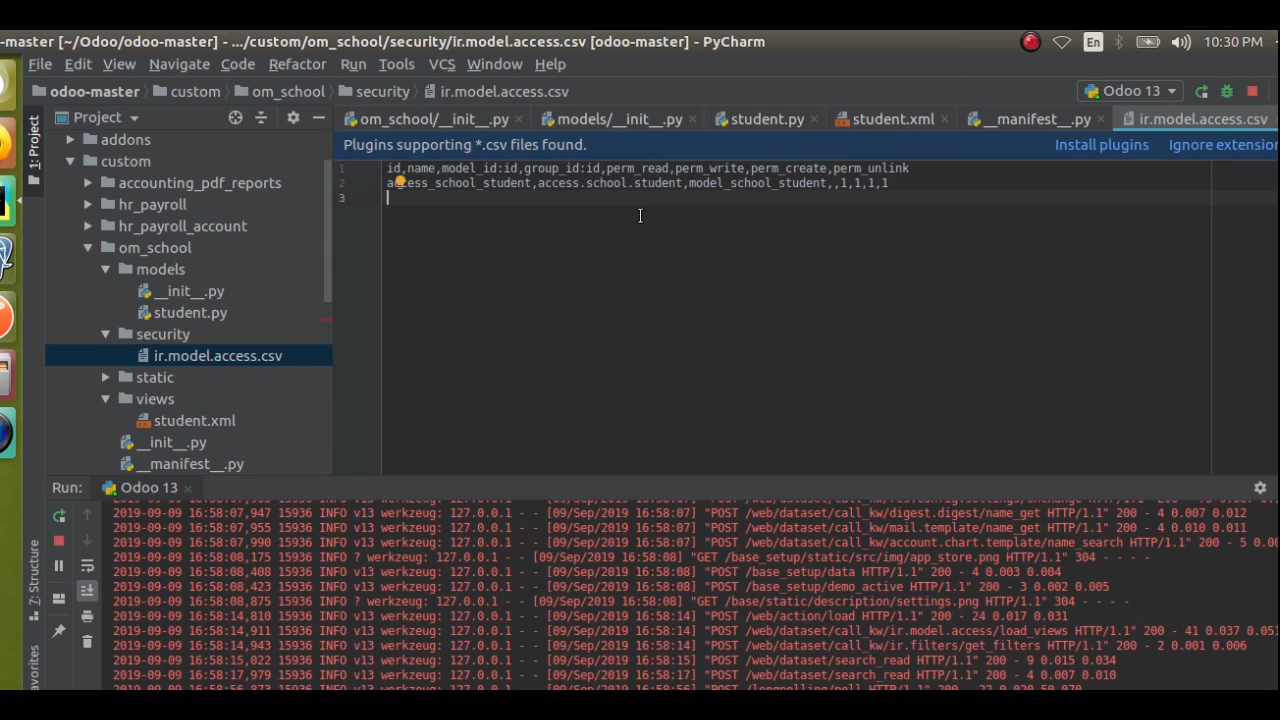 -master [~/Odoo/odoo-master] - .../custom/om_school/security/ir.model.access.csv [odoo-master] - PyCharm
En
10:30 PM
File Edit View Navigate Code Refactor Run Tools VCS Window Help
odoo-master custom om_school security ir.model.access.csv
Odoo 13
1: Project
Project
om_school/__init__.py models/__init__.py student.py student.xml __manifest__.py ir.model.access.csv
Plugins supporting *.csv files found.
Install plugins
Ignore extension
addons
custom
accounting_pdf_reports
hr_payroll
hr_payroll_account
om_school
models
__init__.py
student.py
security
ir.model.access.csv
static
views
student.xml
__init__.py
__manifest__.py
1 id,name,model_id:id,group_id:id,perm_read,perm_write,perm_create,perm_unlink
2 access_school_student,access.school.student,model_school_student,,1,1,1,1
3
Run: Odoo 13
7: Structure
avorites
2019-09-09 16:58:07,947 15936 INFO v13 werkzeug: 127.0.0.1 - - [09/Sep/2019 16:58:07] "POST /web/dataset/call_kw/digest.digest/name_get HTTP/1.1" 200 - 4 0.007 0.012
2019-09-09 16:58:07,955 15936 INFO v13 werkzeug: 127.0.0.1 - - [09/Sep/2019 16:58:07] "POST /web/dataset/call_kw/mail.template/name_get HTTP/1.1" 200 - 4 0.010 0.011
2019-09-09 16:58:07,990 15936 INFO v13 werkzeug: 127.0.0.1 - - [09/Sep/2019 16:58:07] "POST /web/dataset/call_kw/account.chart.template/name_search HTTP/1.1" 200 - 5 0.00
2019-09-09 16:58:08,175 15936 INFO ? werkzeug: 127.0.0.1 - - [09/Sep/2019 16:58:08] "GET /base_setup/static/src/img/app_store.png HTTP/1.1" 304 - - - -
2019-09-09 16:58:08,408 15936 INFO v13 werkzeug: 127.0.0.1 - - [09/Sep/2019 16:58:08] "POST /base_setup/data HTTP/1.1" 200 - 4 0.003 0.004
2019-09-09 16:58:08,423 15936 INFO v13 werkzeug: 127.0.0.1 - - [09/Sep/2019 16:58:08] "POST /base_setup/demo_active HTTP/1.1" 200 - 3 0.002 0.005
2019-09-09 16:58:08,875 15936 INFO ? werkzeug: 127.0.0.1 - - [09/Sep/2019 16:58:08] "GET /base/static/description/settings.png HTTP/1.1" 304 - - - -
2019-09-09 16:58:14,810 15936 INFO v13 werkzeug: 127.0.0.1 - - [09/Sep/2019 16:58:14] "POST /web/action/load HTTP/1.1" 200 - 24 0.017 0.031
2019-09-09 16:58:14,911 15936 INFO v13 werkzeug: 127.0.0.1 - - [09/Sep/2019 16:58:14] "POST /web/dataset/call_kw/ir.model.access/load_views HTTP/1.1" 200 - 41 0.037 0.051
2019-09-09 16:58:14,943 15936 INFO v13 werkzeug: 127.0.0.1 - - [09/Sep/2019 16:58:14] "POST /web/dataset/call_kw/ir.filters/get_filters HTTP/1.1" 200 - 2 0.001 0.006
2019-09-09 16:58:15,022 15936 INFO v13 werkzeug: 127.0.0.1 - - [09/Sep/2019 16:58:15] "POST /web/dataset/search_read HTTP/1.1" 200 - 9 0.015 0.034
2019-09-09 16:58:17,979 15936 INFO v13 werkzeug: 127.0.0.1 - - [09/Sep/2019 16:58:17] "POST /web/dataset/search_read HTTP/1.1" 200 - 4 0.007 0.010